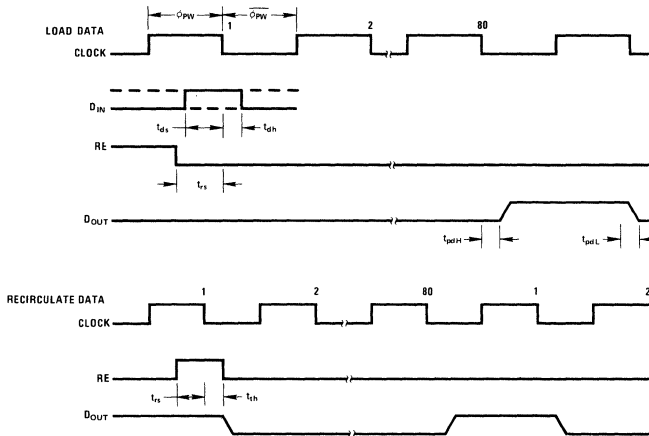 ϕPW 1 ϕPW 2 80
LOAD DATA
CLOCK
DIN
tds tdh
RE
trs
DOUT
tpdH tpdL
1 2 80 1 2
RECIRCULATE DATA
CLOCK
RE
trs tth
DOUT